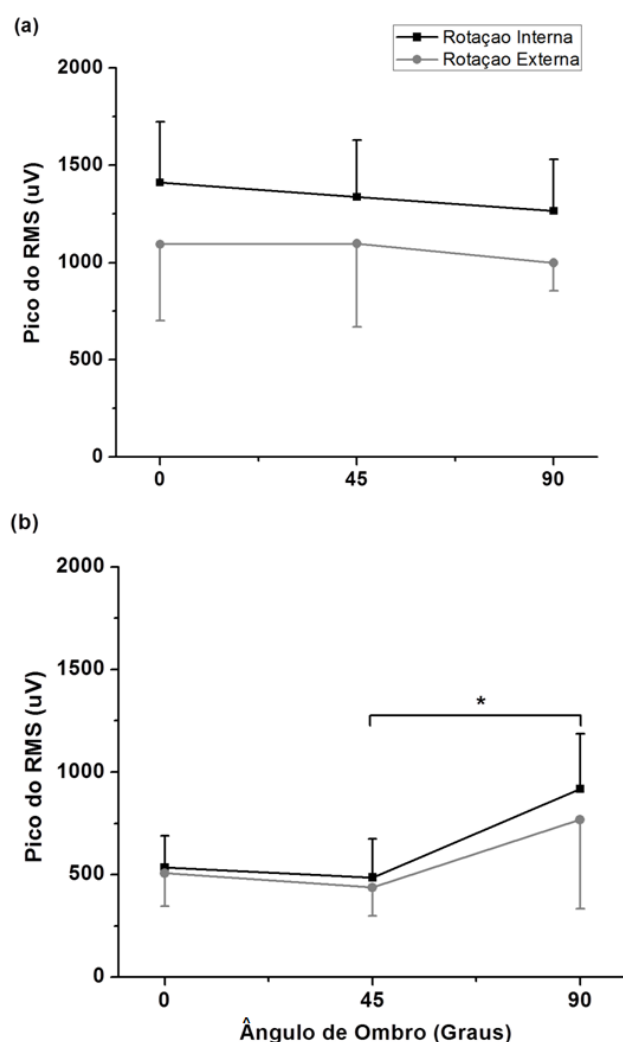 (a)
Rotaçao Interna
Rotaçao Externa
2000
1500
1000
500
0
Pico do RMS (uV)
0 45 90
(b)
2000
1500
1000
500
0
Pico do RMS (uV)
*
0 45 90
Ângulo de Ombro (Graus)